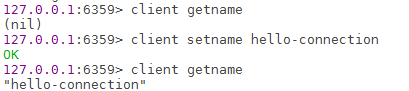 127.0.0.1:6359> client getname
(nil)
127.0.0.1:6359> client setname hello-connection
OK
127.0.0.1:6359> client getname
"hello-connection"